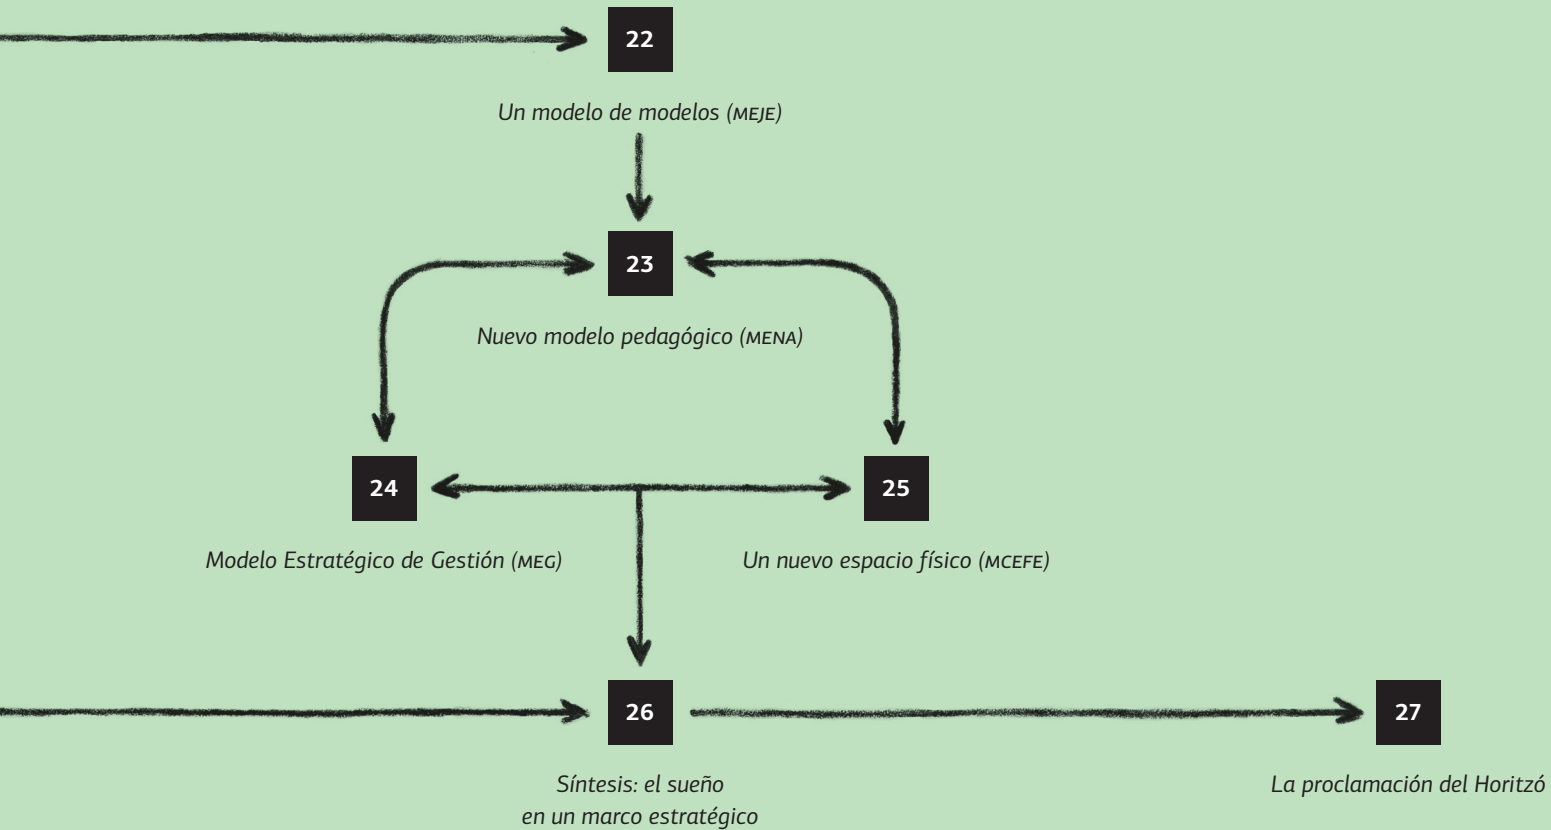 22
Un modelo de modelos (MEJE)
23
Nuevo modelo pedagógico (MENA)
24
25
Modelo Estratégico de Gestión (MEG)
Un nuevo espacio físico (MCEFE)
26
27
Síntesis: el sueño
en un marco estratégico
La proclamación del Horitzó